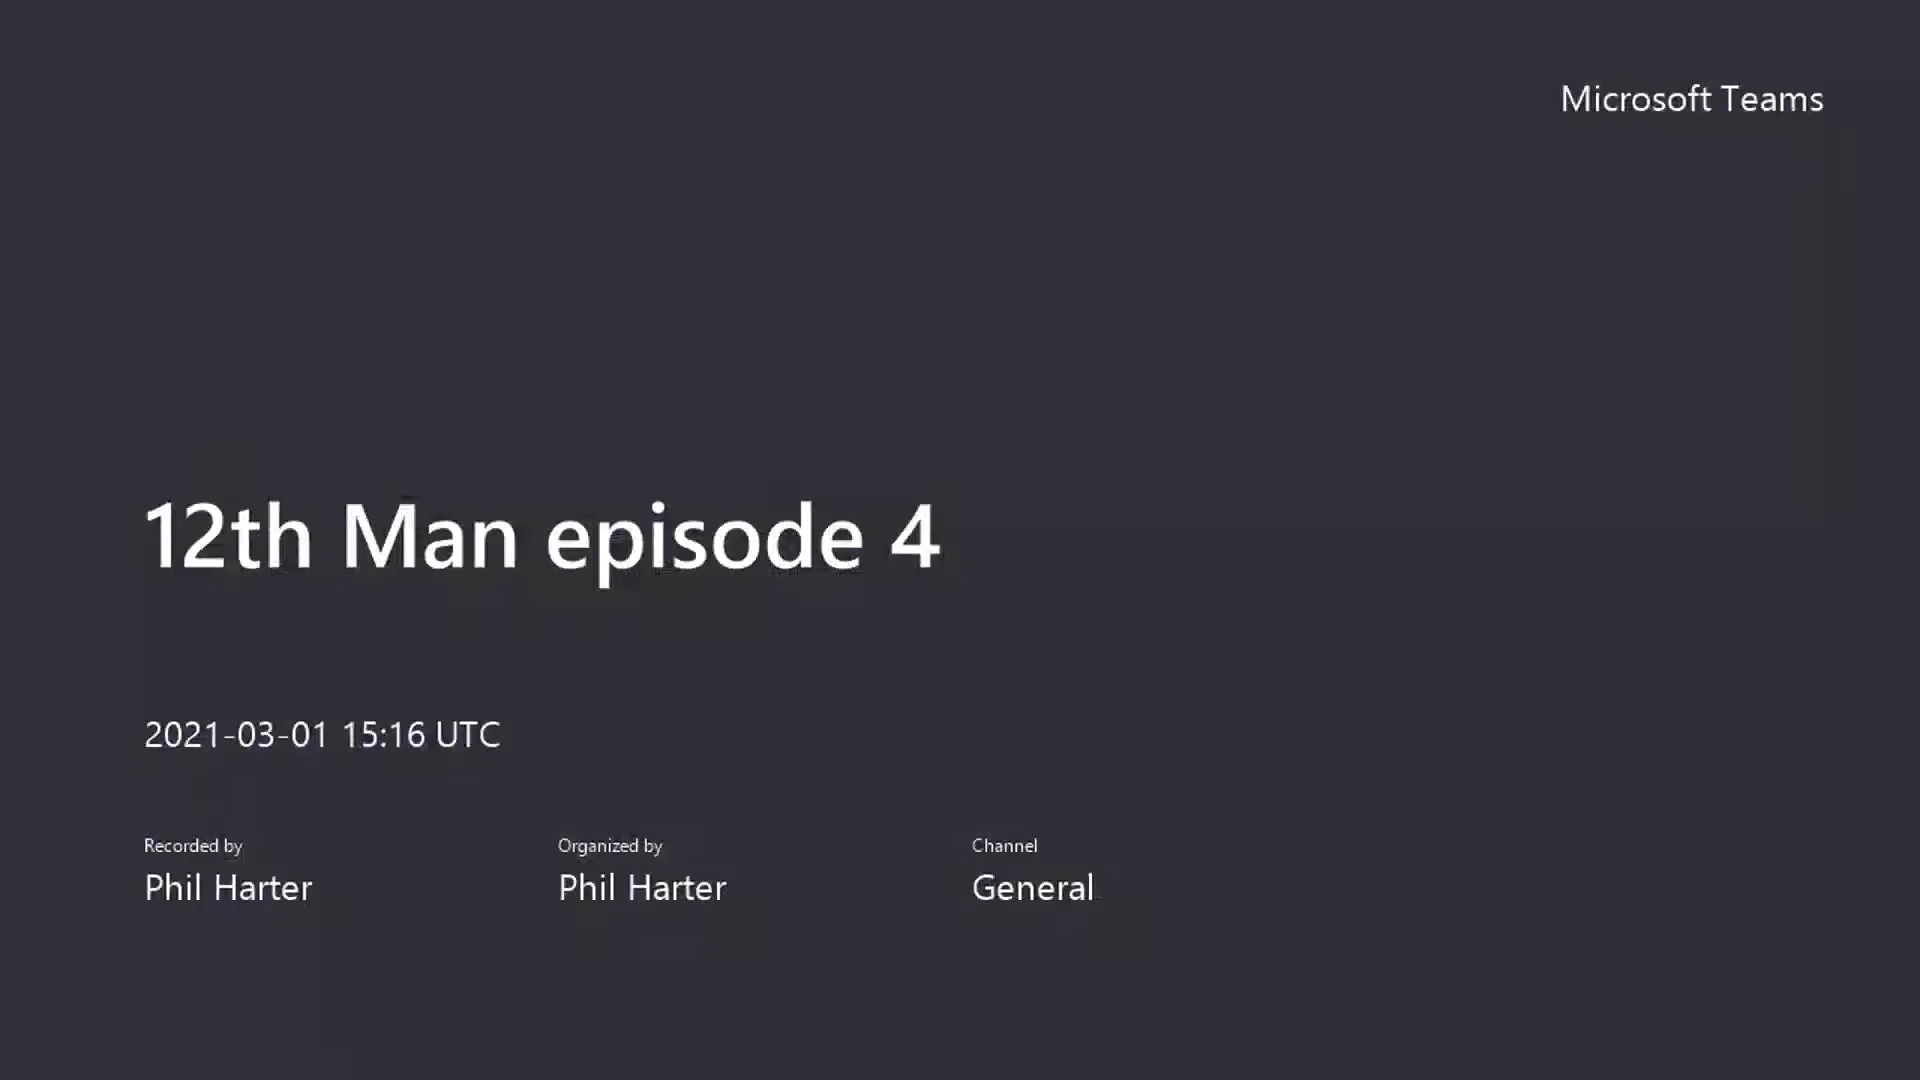 Microsoft Teams
12th Man episode 4
2021-03-01 15:16 UTC
Recorded by
Phil Harter
Organized by
Phil Harter
Channel
General